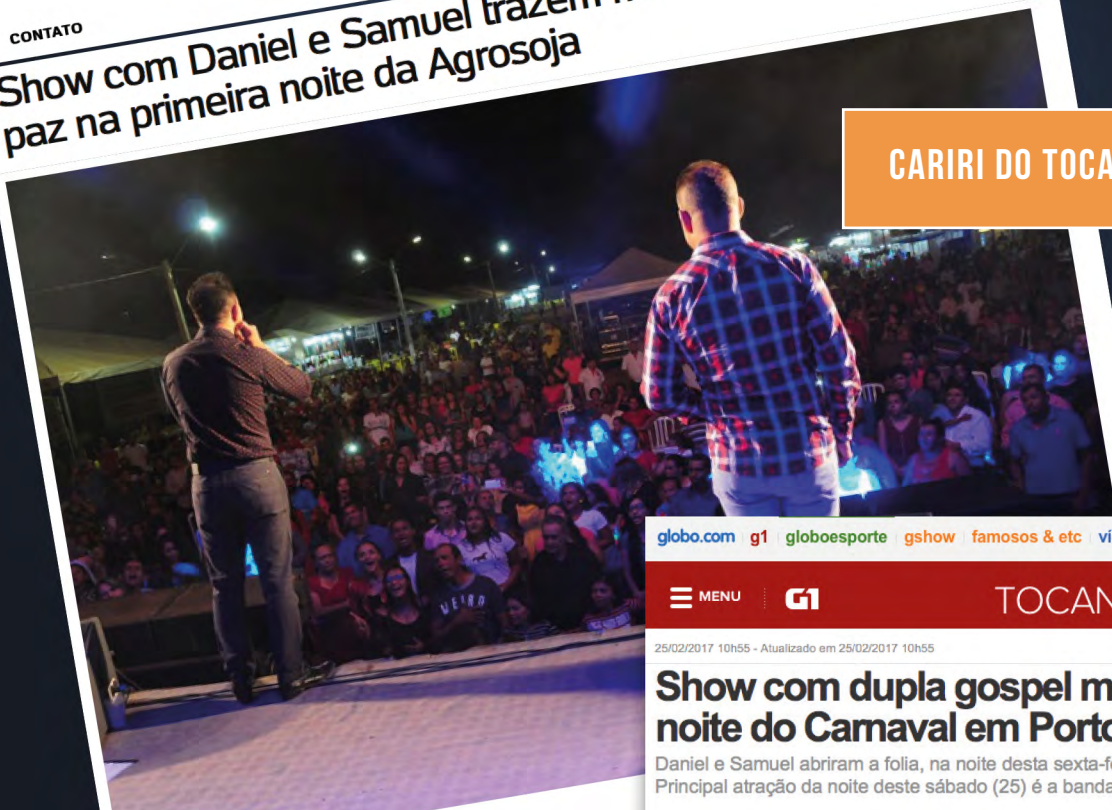 CONTATO
Show com Daniel e Samuel trazem
paz na primeira noite da Agrosoja
CARIRI DO TOCA
globo.com g1 globoesporte gshow famosos & etc ví
MENU G1 TOCAN
25/02/2017 10h55 - Atualizado em 25/02/2017 10h55
Show com dupla gospel m
noite do Carnaval em Porto
Daniel e Samuel abriram a folia, na noite desta sexta-fe
Principal atração da noite deste sábado (25) é a banda